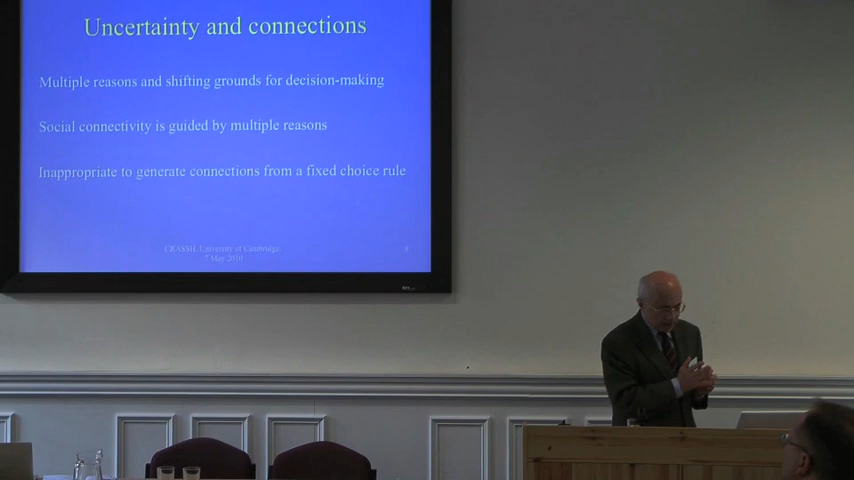 Uncertainty and connections
Multiple reasons and shifting grounds for decision-making
Social connectivity is guided by multiple reasons
Inappropriate to generate connections from a fixed choice rule
CRASSH, University of Cambridge,
7 May 2010